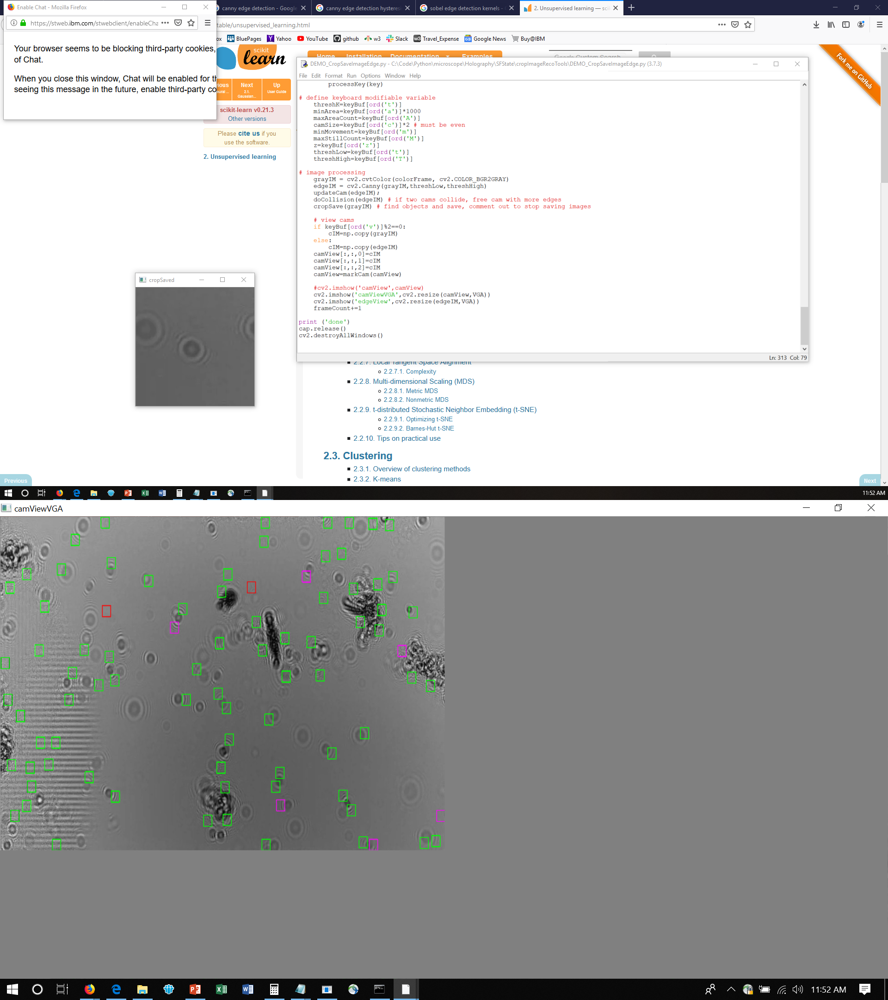 Enable Chat - Mozilla Firefox
https://stweb.ibm.com/stwebclient/enableCha
Your browser seems to be blocking third-party cookies,
of Chat.
When you close this window, Chat will be enabled for th
seeing this message in the future, enable third-party co
canny edge detection - Google
canny edge detection hysteres
sobel edge detection kernels -
2. Unsupervised learning — sci
table/unsupervised_learning.html
ox BluePages Yahoo YouTube github w3 Slack Travel_Expense Google News Buy@IBM
scikit
learn
Home Installation Documentation Examples
Google Custom Search
Fork me on GitHub
ious Next Up
2.1. User Guide
Gaussian...
scikit-learn v0.21.3
Other versions
Please cite us if you
use the software.
2. Unsupervised learning
DEMO_CropSaveImageEdge.py - C:\Code\Python\microscope\Holography\SFState\cropImageRecoTools\DEMO_CropSaveImageEdge.py (3.7.3)
File Edit Format Run Options Window Help
processKey(key)
# define keyboard modifiable variable
threshK=keyBuf[ord('t')]
minArea=keyBuf[ord('a')]*1000
maxAreaCount=keyBuf[ord('A')]
camSize=keyBuf[ord('c')]*2 # must be even
minMovement=keyBuf[ord('m')]
maxStillCount=keyBuf[ord('M')]
z=keyBuf[ord('z')]
threshLow=keyBuf[ord('t')]
threshHigh=keyBuf[ord('T')]
# image processing
grayIM = cv2.cvtColor(colorFrame, cv2.COLOR_BGR2GRAY)
edgeIM = cv2.Canny(grayIM,threshLow,threshHigh)
updateCam(edgeIM);
doCollision(edgeIM) # if two cams collide, free cam with more edges
cropSave(grayIM) # find objects and save, comment out to stop saving images
# view cams
if keyBuf[ord('v')]%2==0:
cIM=np.copy(grayIM)
else:
cIM=np.copy(edgeIM)
camView[:,:,0]=cIM
camView[:,:,1]=cIM
camView[:,:,2]=cIM
camView=markCam(camView)
#cv2.imshow('camView',camView)
cv2.imshow('camViewVGA',cv2.resize(camView,VGA))
cv2.imshow('edgeView',cv2.resize(edgeIM,VGA))
frameCount+=1
print ('done')
cap.release()
cv2.destroyAllWindows()
Ln: 313 Col: 79
cropSaved
2.2.7. Local Tangent Space Alignment
2.2.7.1. Complexity
2.2.8. Multi-dimensional Scaling (MDS)
2.2.8.1. Metric MDS
2.2.8.2. Nonmetric MDS
2.2.9. t-distributed Stochastic Neighbor Embedding (t-SNE)
2.2.9.1. Optimizing t-SNE
2.2.9.2. Barnes-Hut t-SNE
2.2.10. Tips on practical use
2.3. Clustering
2.3.1. Overview of clustering methods
2.3.2. K-means
Previous
Next
11:52 AM
camViewVGA
11:52 AM